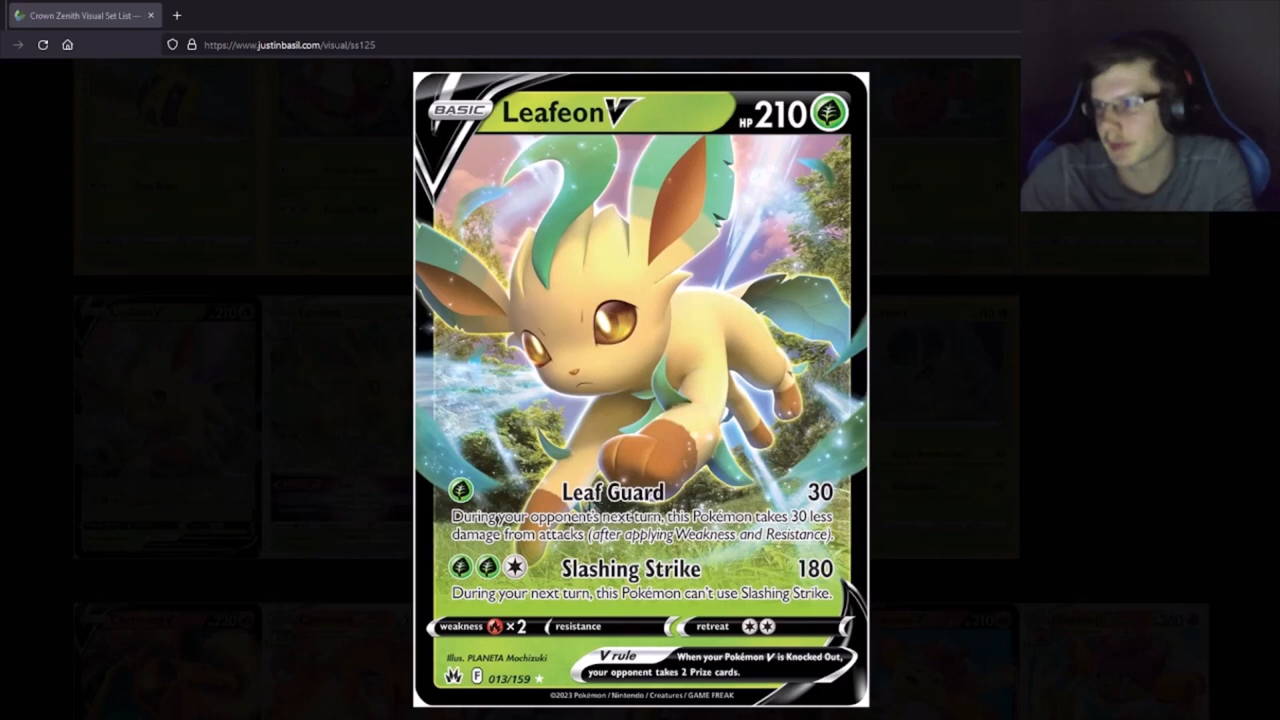 Crown Zenith Visual Set List —
https://www.justinbasil.com/visual/ss125
BASIC Leafeon V HP 210
Leaf Guard 30
During your opponent's next turn, this Pokémon takes 30 less
damage from attacks (after applying Weakness and Resistance).
Slashing Strike 180
During your next turn, this Pokémon can't use Slashing Strike.
weakness ×2 resistance retreat
Illus. PLANETA Mochizuki
V rule When your Pokémon V is Knocked Out,
your opponent takes 2 Prize cards.
F 013/159
©2023 Pokémon / Nintendo / Creatures / GAME FREAK